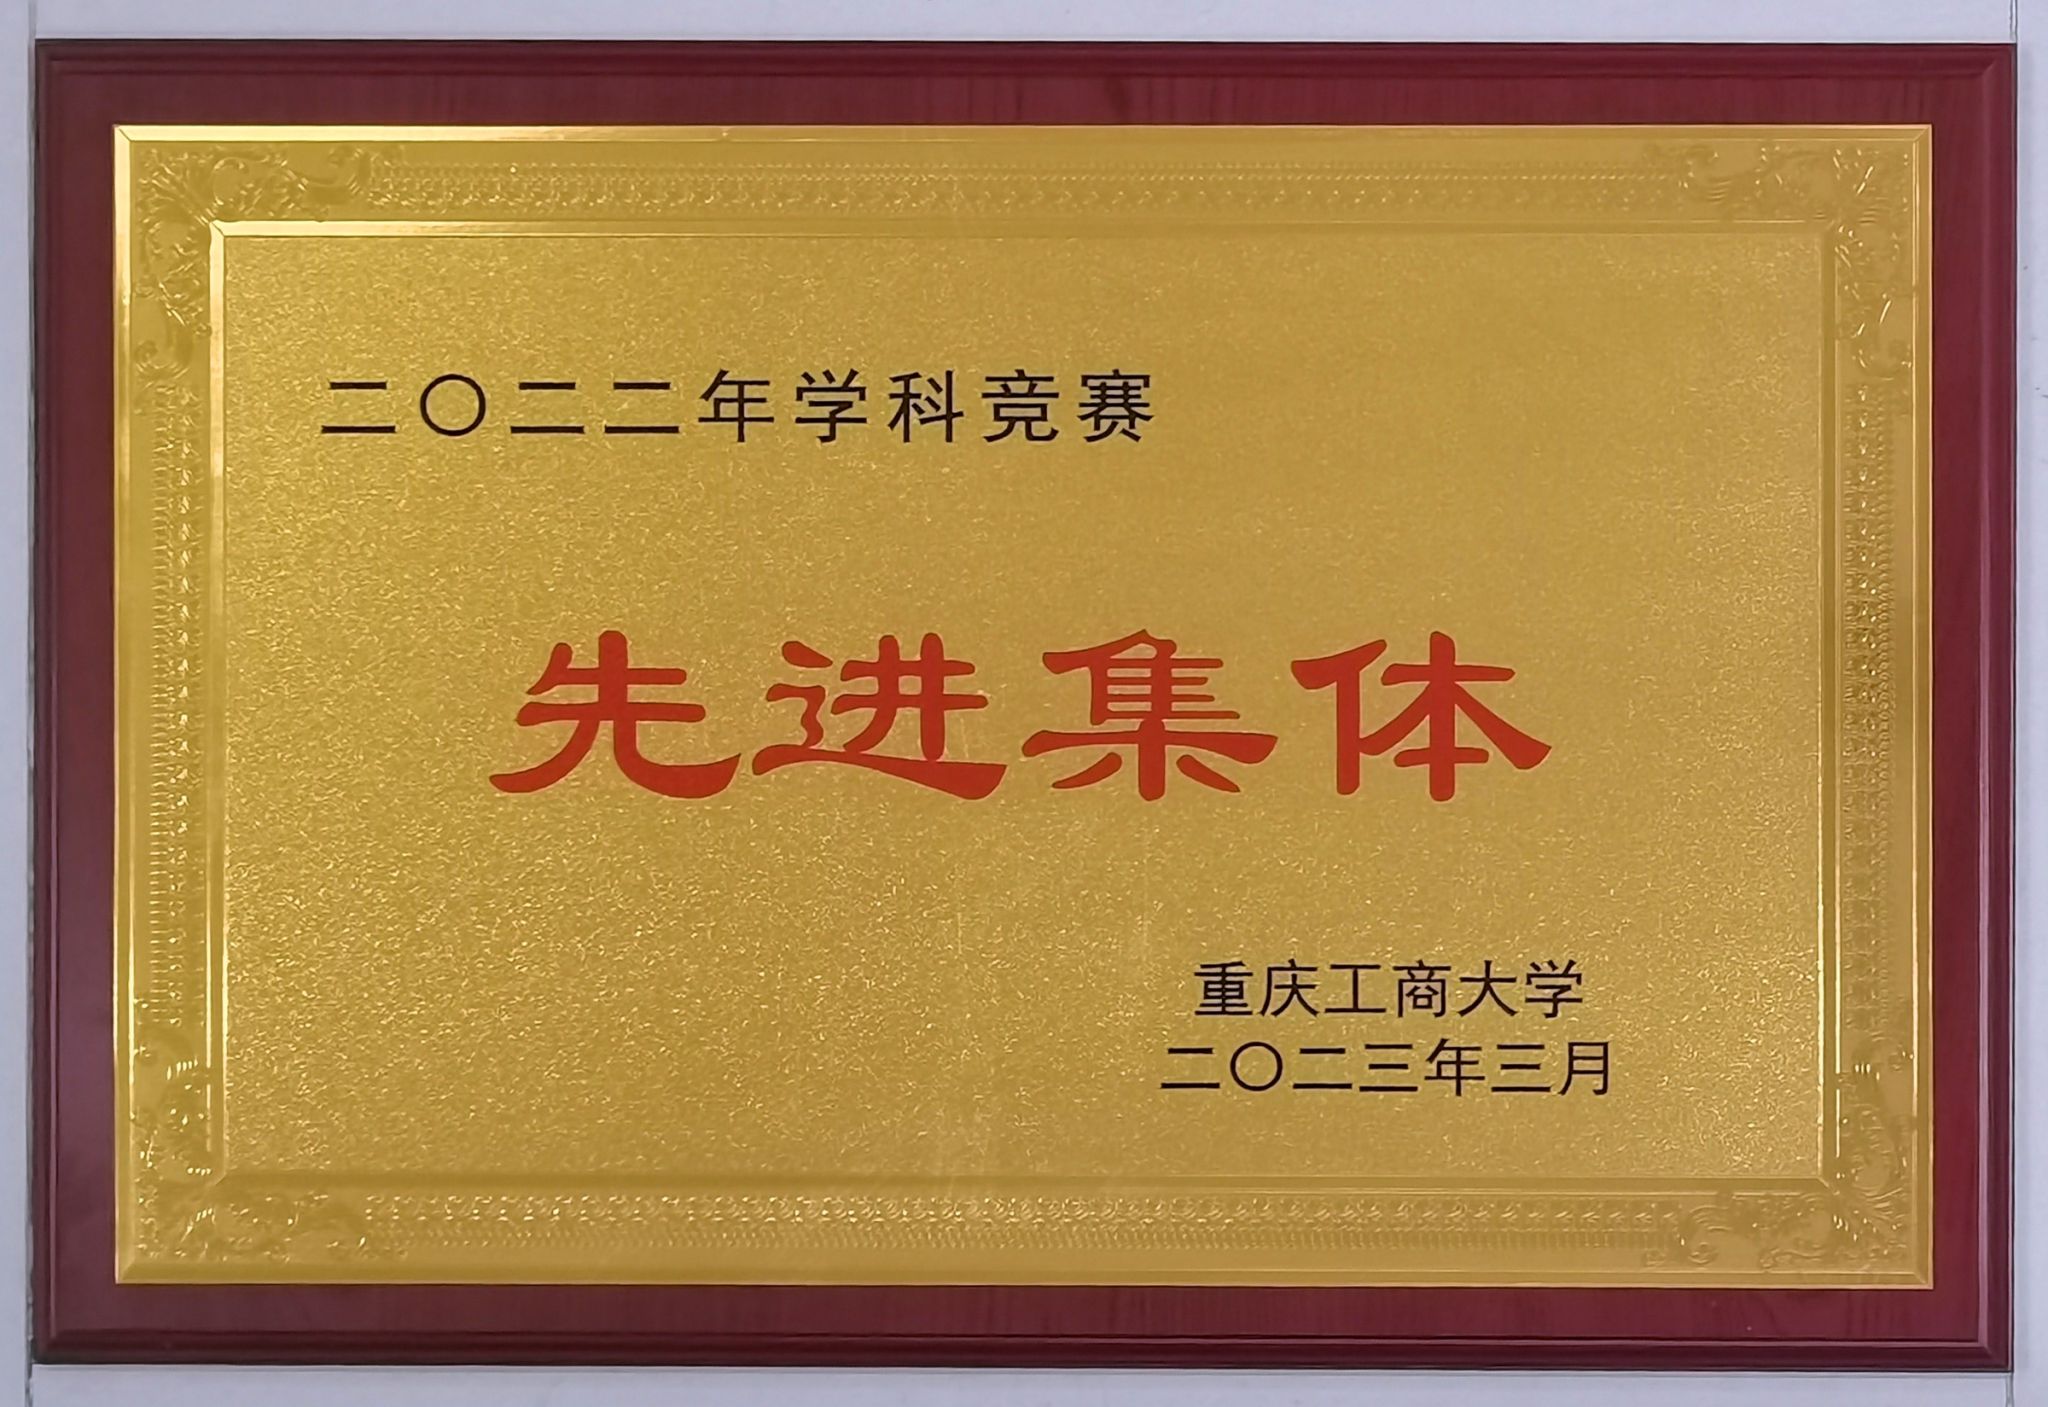 二〇二二年学科竞赛
先进集体
重庆工商大学
二〇二三年三月